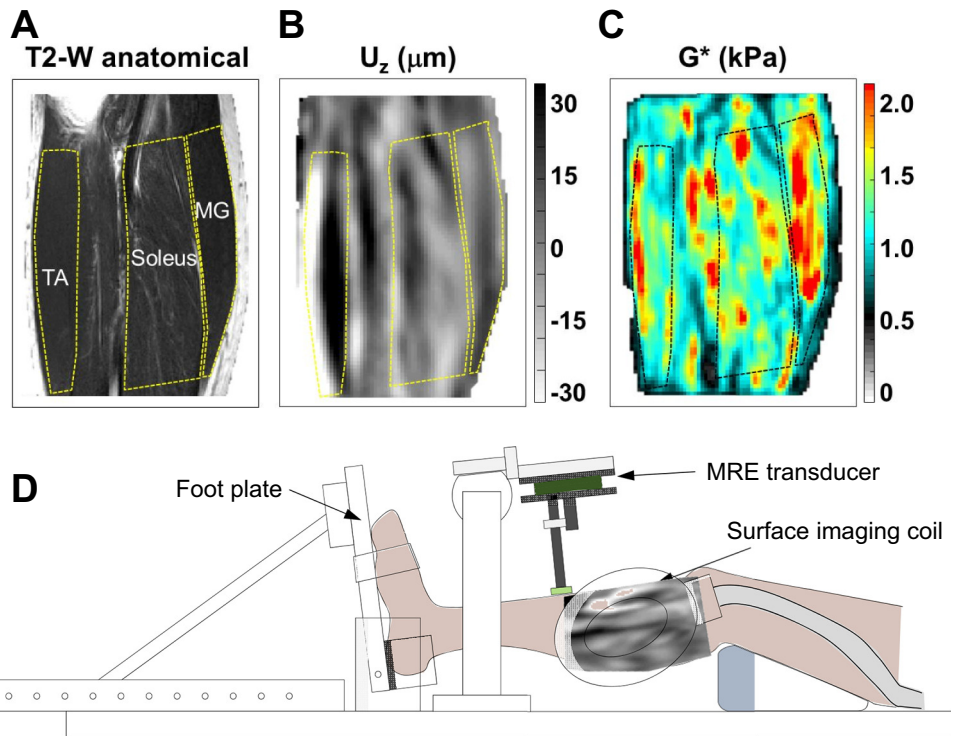 A
T2-W anatomical
TA
Soleus
MG
B
U_z (μm)
30
15
0
-15
-30
C
G* (kPa)
2.0
1.5
1.0
0.5
0
D
Foot plate
MRE transducer
Surface imaging coil